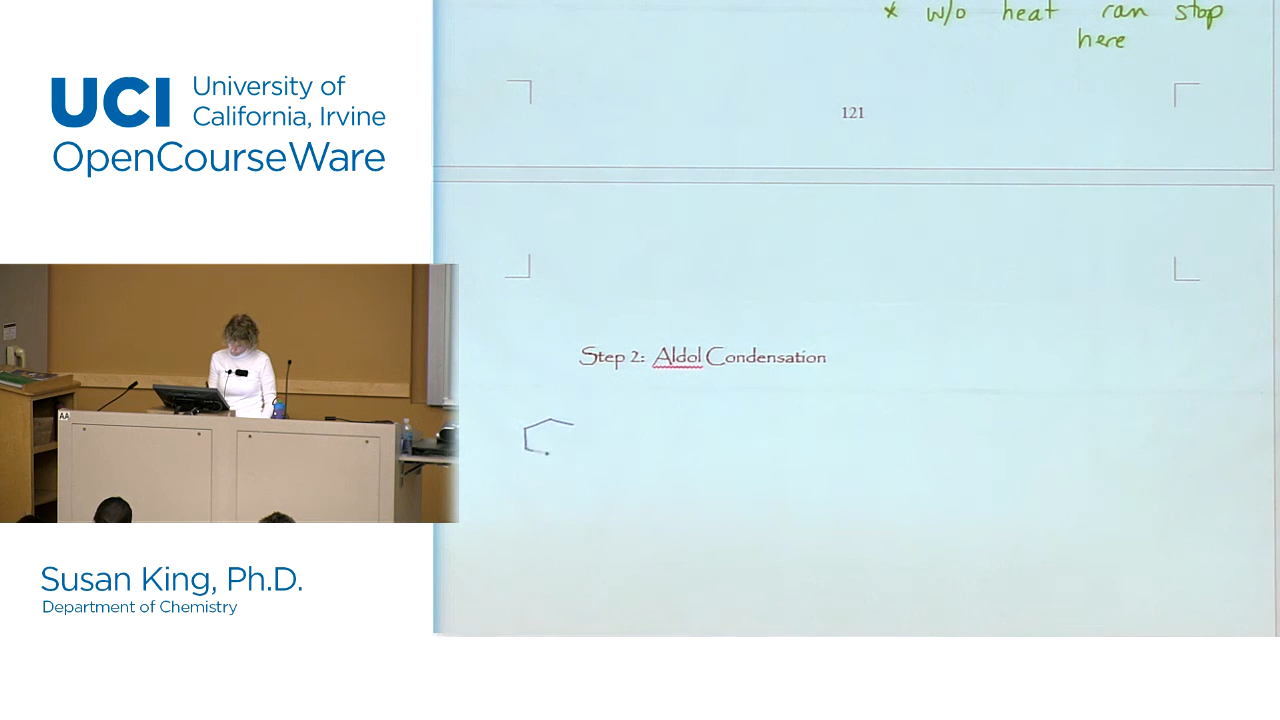 * w/o heat can stop
here
121
UCI University of
California, Irvine
OpenCourseWare
Step 2: Aldol Condensation
AA
Susan King, Ph.D.
Department of Chemistry